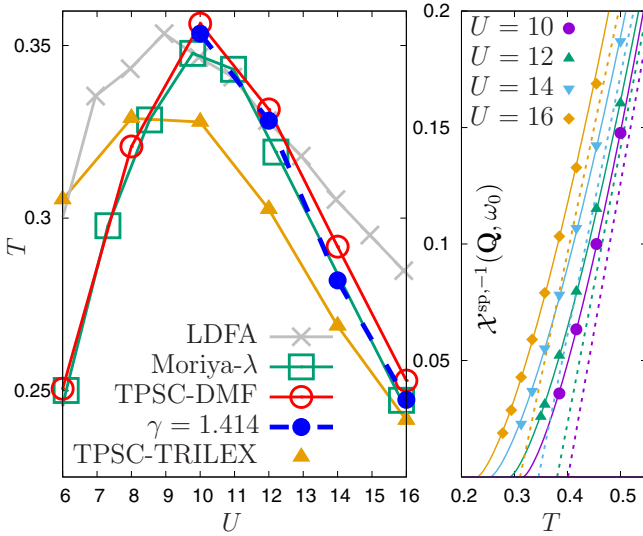 0.35
0.3
0.25
T
6 7 8 9 10 11 12 13 14 15 16
U
LDFA
Moriya-λ
TPSC-DMF
γ = 1.414
TPSC-TRILEX
0.2
0.15
0.1
0.05
χ^{sp,-1}(Q, ω₀)
U = 10
U = 12
U = 14
U = 16
0.2 0.3 0.4 0.5
T